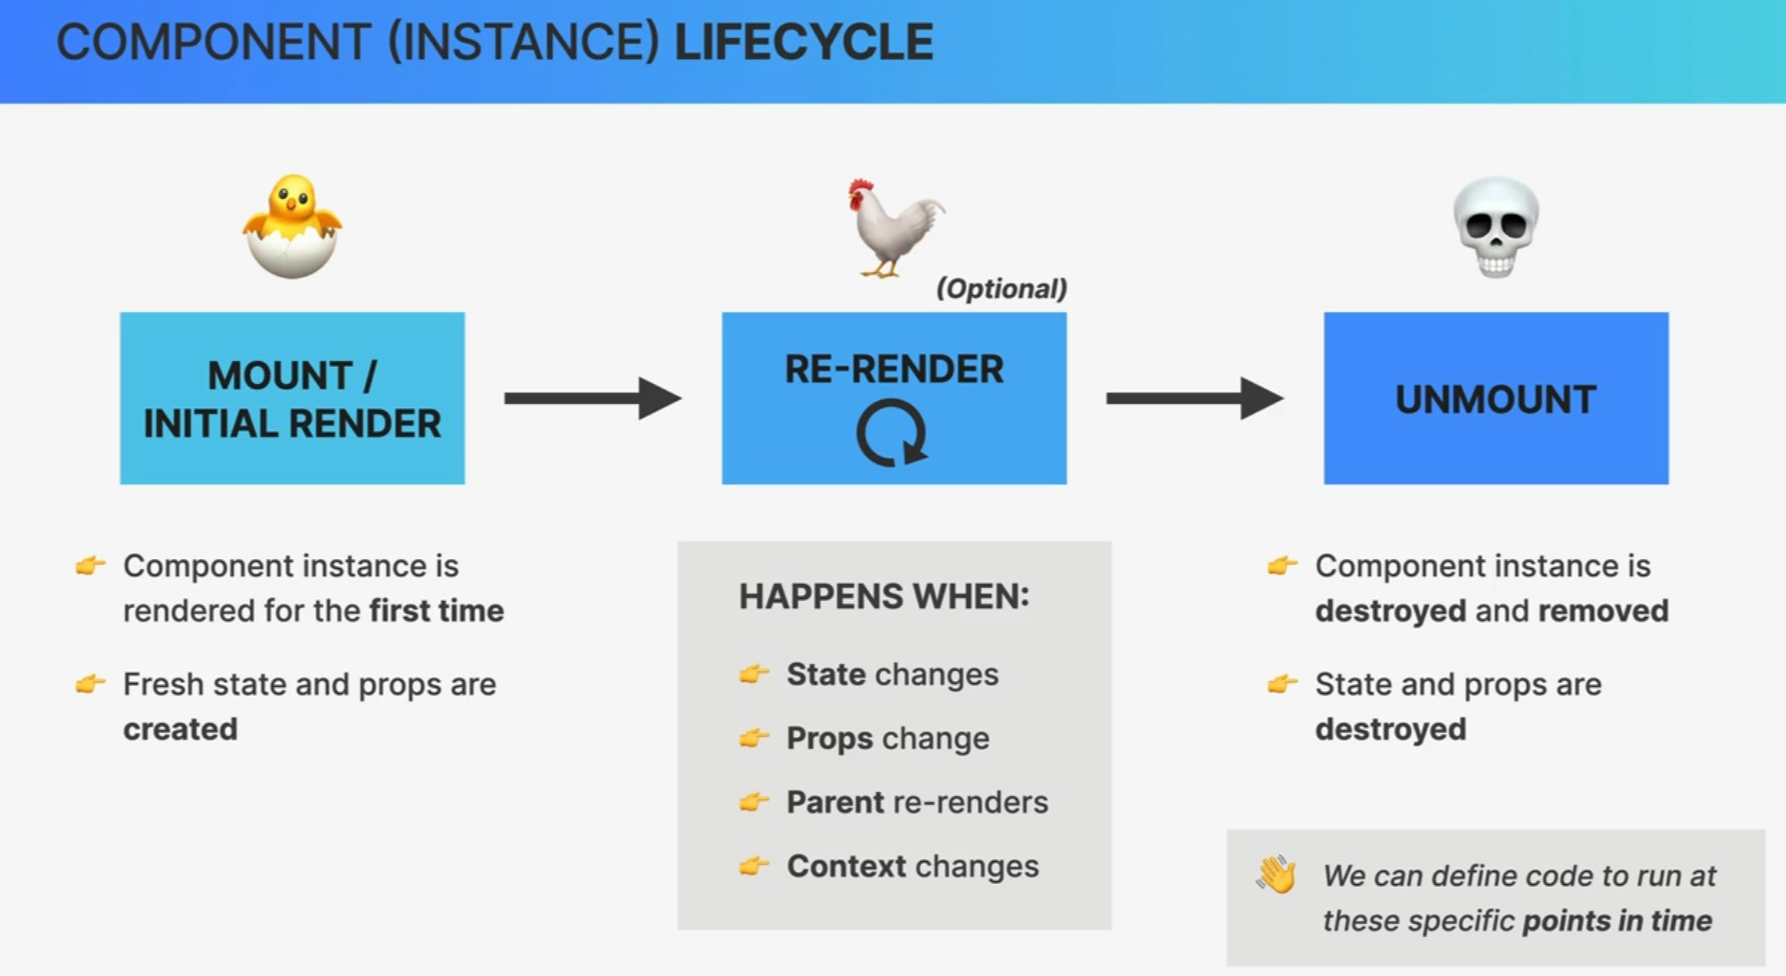 COMPONENT (INSTANCE) LIFECYCLE
MOUNT /
INITIAL RENDER
Component instance is
rendered for the first time
Fresh state and props are
created
(Optional)
RE-RENDER
HAPPENS WHEN:
State changes
Props change
Parent re-renders
Context changes
UNMOUNT
Component instance is
destroyed and removed
State and props are
destroyed
We can define code to run at
these specific points in time